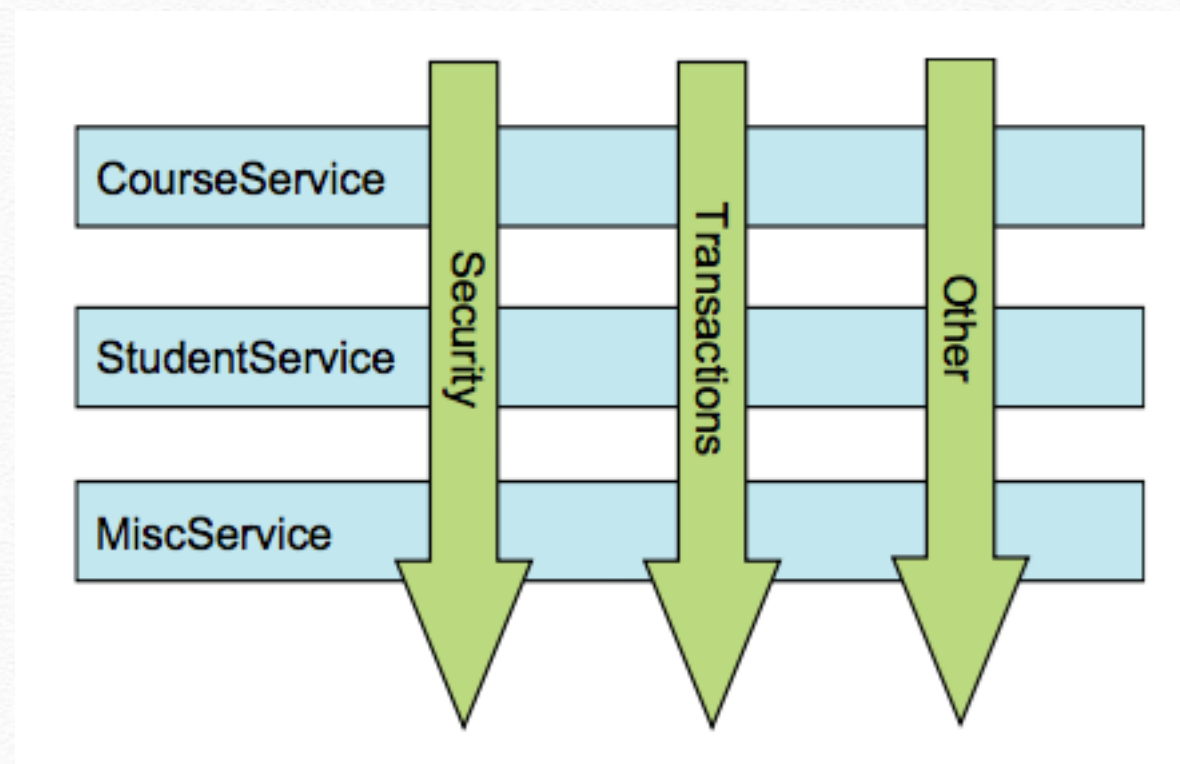 CourseService
StudentService
MiscService
Security
Transactions
Other